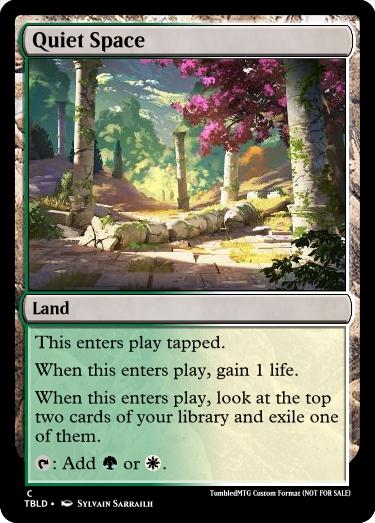 Quiet Space
Land
This enters play tapped.
When this enters play, gain 1 life.
When this enters play, look at the top
two cards of your library and exile one
of them.
: Add or .
C
TBLD • Sylvain Sarrailh
TumbledMTG Custom Format (NOT FOR SALE)